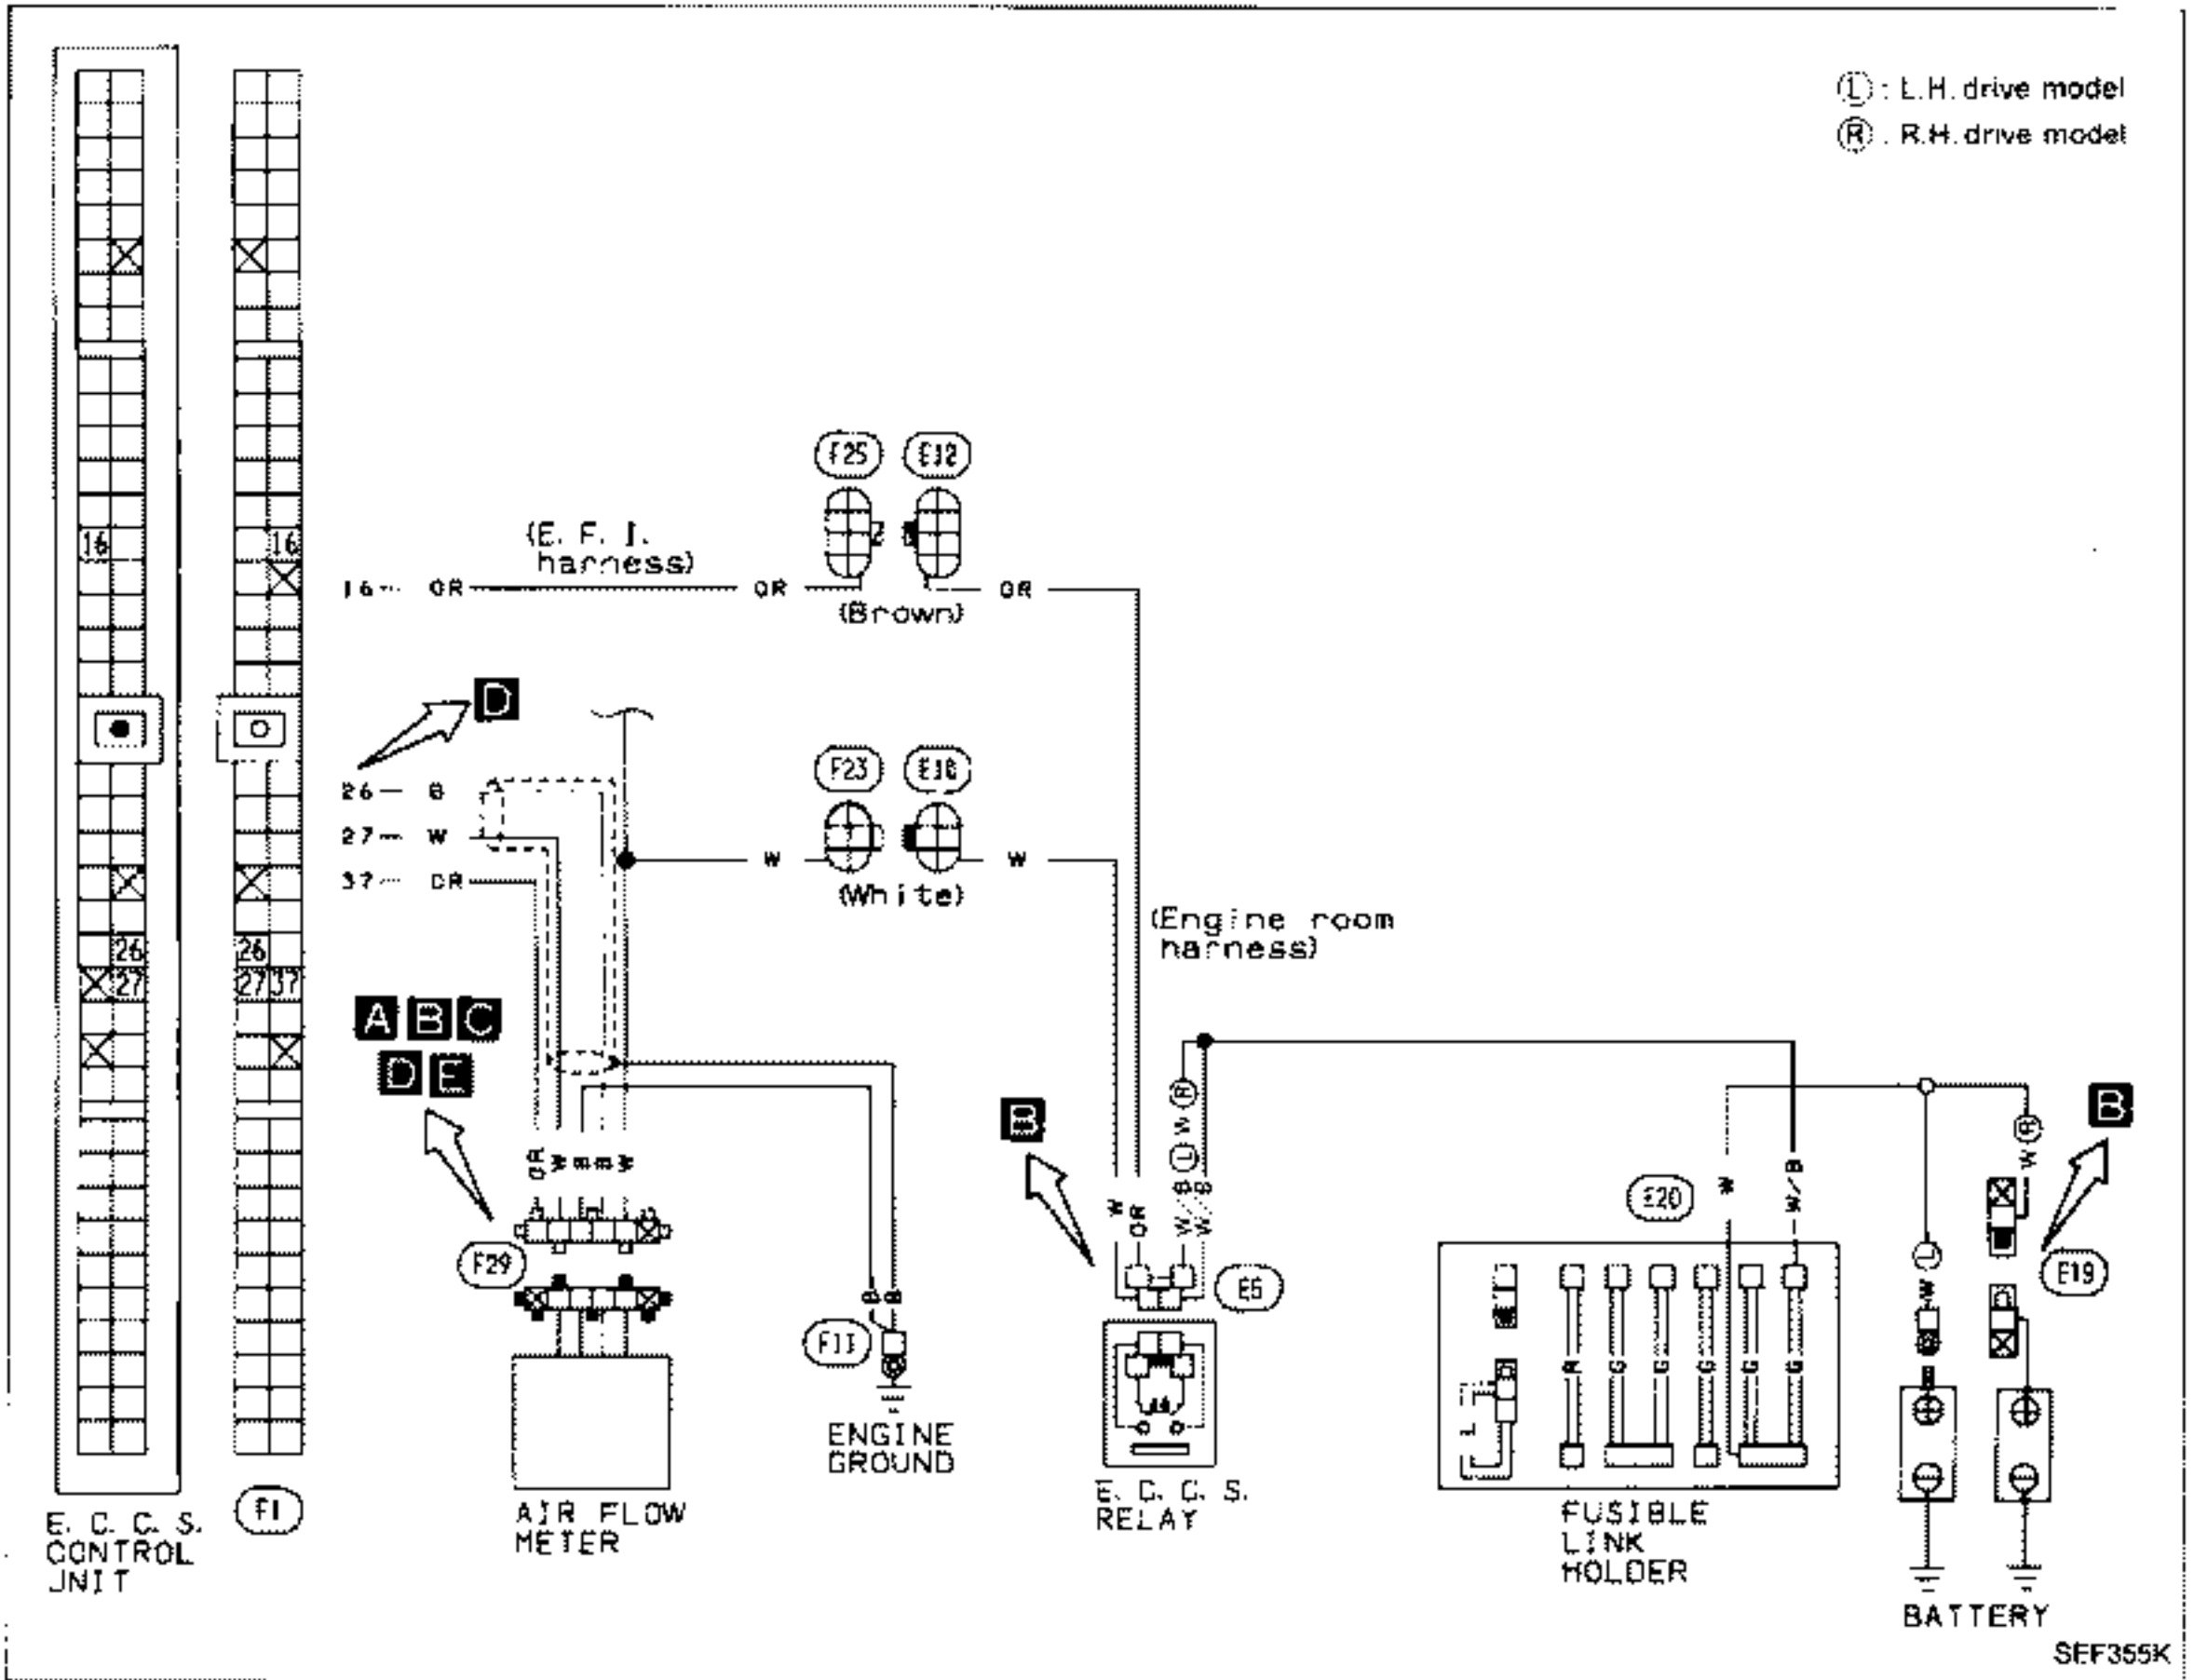 (L) : L.H. drive model
(R) : R.H. drive model
F25 E12
16 16
(E. F. I.
harness)
16 OR OR OR
(Brown)
D
F23
26 B
27 W
W W
37 OR
(White)
(Engine room
harness)
26 26
27 27 37
A B C
D E
B
B
R
W
L
W/B W/B
W OR
OR W B B W
E20
W
W/B
R
W
L
W
F29
E6
E19
B B
F11
R G G G G G
L
ENGINE
GROUND
F1
E. C. C. S.
CONTROL
UNIT
AIR FLOW
METER
E. C. C. S.
RELAY
FUSIBLE
LINK
HOLDER
BATTERY
SEF355K